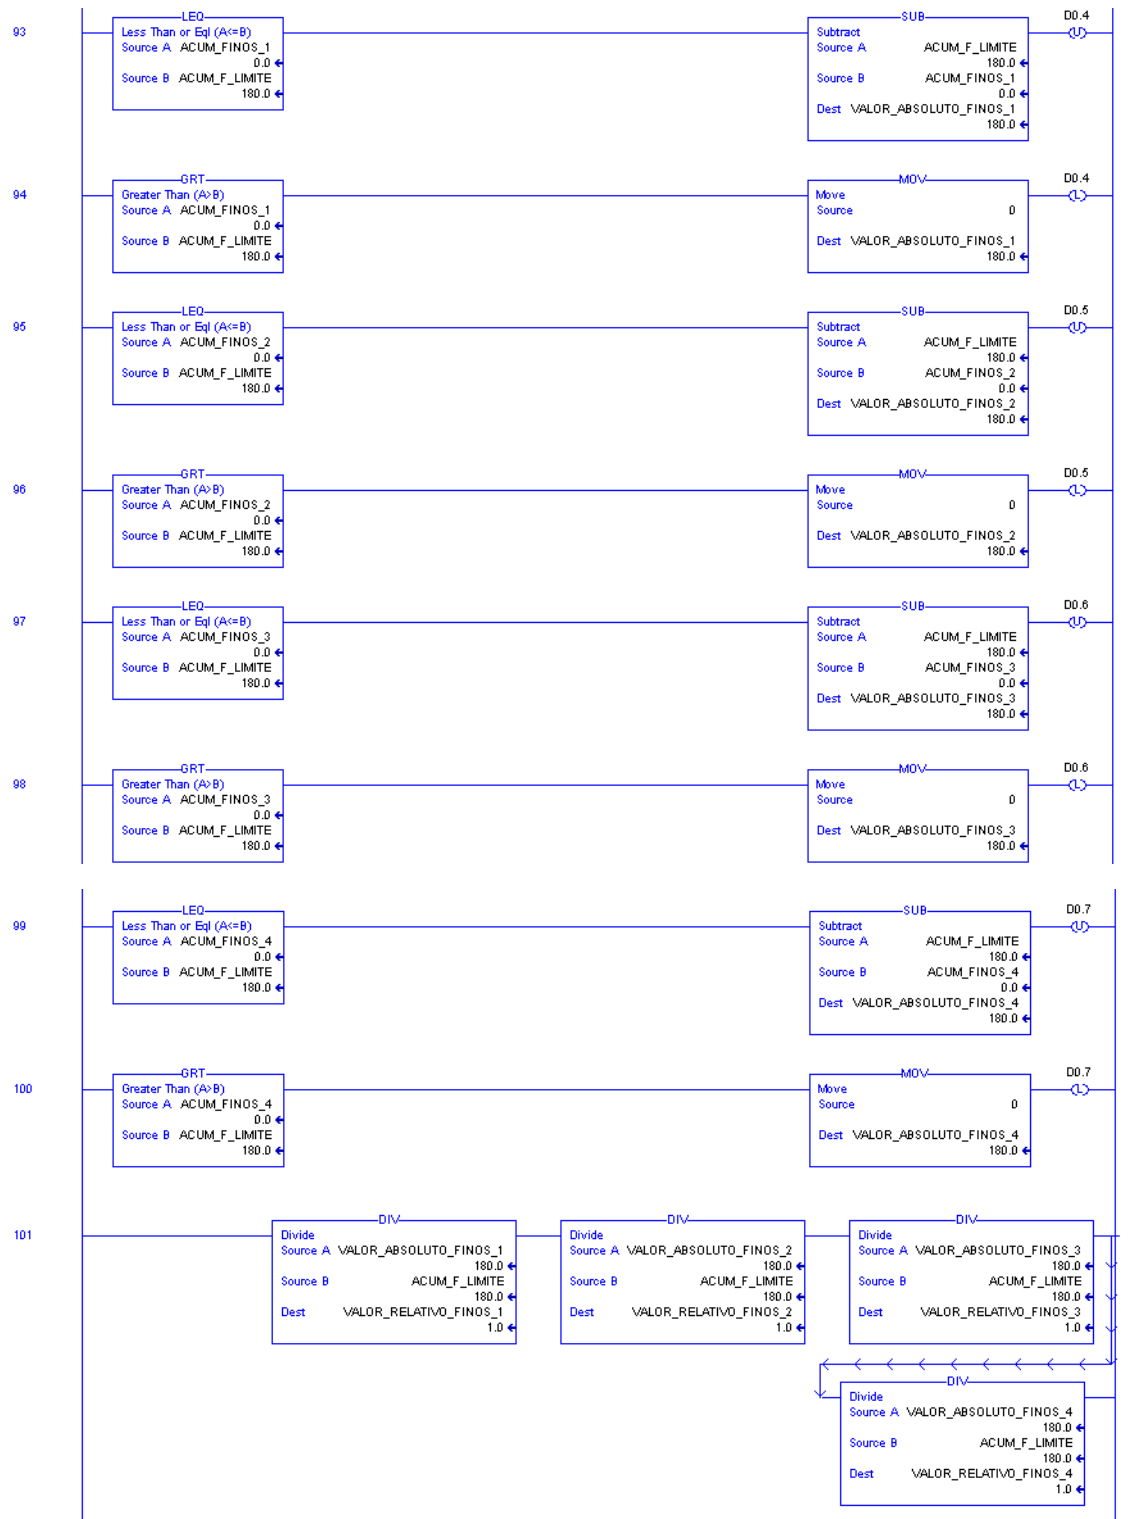 LEQ
SUB
D0.4
93
Less Than or Eql (A<=B)
Subtract
U
Source A ACUM_FINOS_1
Source A ACUM_F_LIMITE
0.0
180.0
Source B ACUM_F_LIMITE
Source B ACUM_FINOS_1
180.0
0.0
Dest VALOR_ABSOLUTO_FINOS_1
180.0
GRT
MOV
D0.4
94
Greater Than (A>B)
Move
L
Source A ACUM_FINOS_1
Source 0
0.0
Source B ACUM_F_LIMITE
Dest VALOR_ABSOLUTO_FINOS_1
180.0
180.0
LEQ
SUB
D0.5
95
Less Than or Eql (A<=B)
Subtract
U
Source A ACUM_FINOS_2
Source A ACUM_F_LIMITE
0.0
180.0
Source B ACUM_F_LIMITE
Source B ACUM_FINOS_2
180.0
0.0
Dest VALOR_ABSOLUTO_FINOS_2
180.0
GRT
MOV
D0.5
96
Greater Than (A>B)
Move
L
Source A ACUM_FINOS_2
Source 0
0.0
Source B ACUM_F_LIMITE
Dest VALOR_ABSOLUTO_FINOS_2
180.0
180.0
LEQ
SUB
D0.6
97
Less Than or Eql (A<=B)
Subtract
U
Source A ACUM_FINOS_3
Source A ACUM_F_LIMITE
0.0
180.0
Source B ACUM_F_LIMITE
Source B ACUM_FINOS_3
180.0
0.0
Dest VALOR_ABSOLUTO_FINOS_3
180.0
GRT
MOV
D0.6
98
Greater Than (A>B)
Move
L
Source A ACUM_FINOS_3
Source 0
0.0
Source B ACUM_F_LIMITE
Dest VALOR_ABSOLUTO_FINOS_3
180.0
180.0
LEQ
SUB
D0.7
99
Less Than or Eql (A<=B)
Subtract
U
Source A ACUM_FINOS_4
Source A ACUM_F_LIMITE
0.0
180.0
Source B ACUM_F_LIMITE
Source B ACUM_FINOS_4
180.0
0.0
Dest VALOR_ABSOLUTO_FINOS_4
180.0
GRT
MOV
D0.7
100
Greater Than (A>B)
Move
L
Source A ACUM_FINOS_4
Source 0
0.0
Source B ACUM_F_LIMITE
Dest VALOR_ABSOLUTO_FINOS_4
180.0
180.0
101
DIV
Divide
Source A VALOR_ABSOLUTO_FINOS_1
180.0
Source B ACUM_F_LIMITE
180.0
Dest VALOR_RELATIVO_FINOS_1
1.0
DIV
Divide
Source A VALOR_ABSOLUTO_FINOS_2
180.0
Source B ACUM_F_LIMITE
180.0
Dest VALOR_RELATIVO_FINOS_2
1.0
DIV
Divide
Source A VALOR_ABSOLUTO_FINOS_3
180.0
Source B ACUM_F_LIMITE
180.0
Dest VALOR_RELATIVO_FINOS_3
1.0
DIV
Divide
Source A VALOR_ABSOLUTO_FINOS_4
180.0
Source B ACUM_F_LIMITE
180.0
Dest VALOR_RELATIVO_FINOS_4
1.0